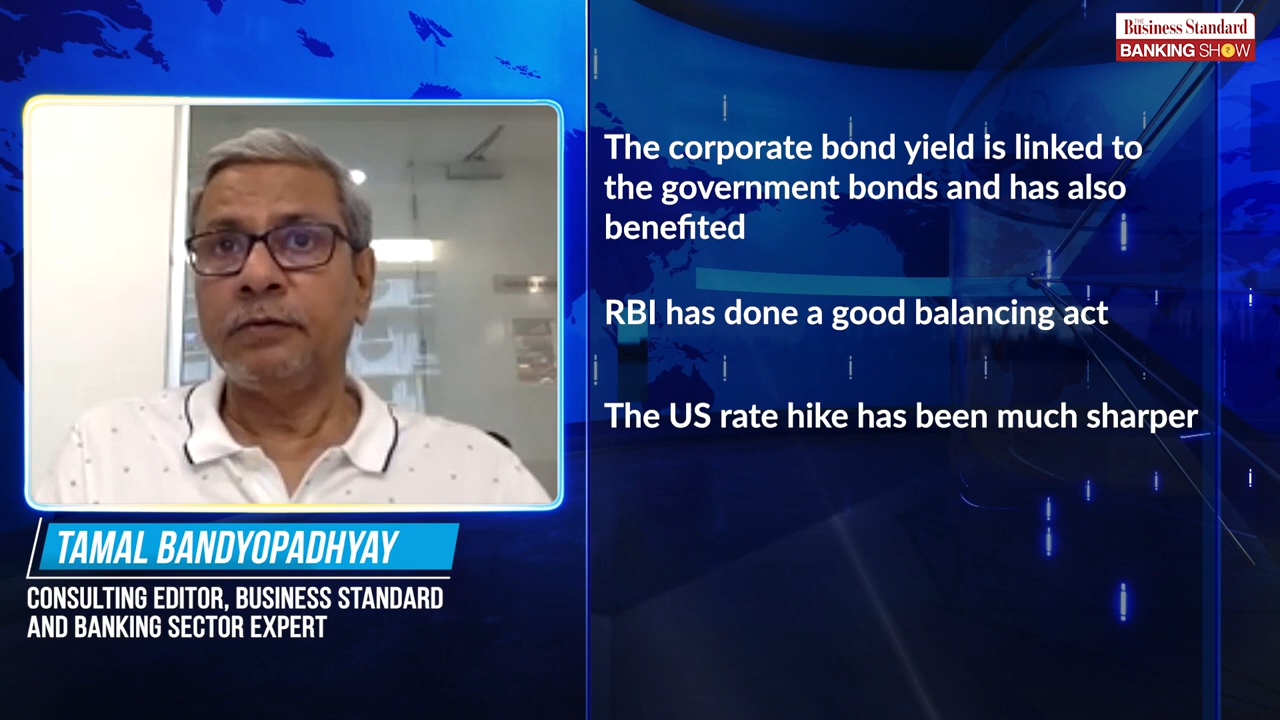 THE
Business Standard
BANKING SHOW
The corporate bond yield is linked to
the government bonds and has also
benefited
RBI has done a good balancing act
The US rate hike has been much sharper
TAMAL BANDYOPADHYAY
CONSULTING EDITOR, BUSINESS STANDARD
AND BANKING SECTOR EXPERT